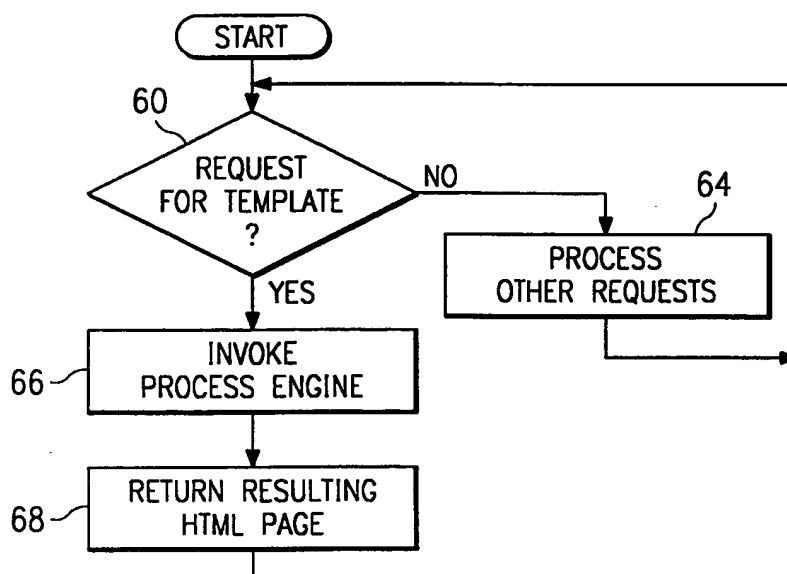 START
60
REQUEST
FOR TEMPLATE
?
NO
64
PROCESS
OTHER REQUESTS
YES
66
INVOKE
PROCESS ENGINE
68
RETURN RESULTING
HTML PAGE